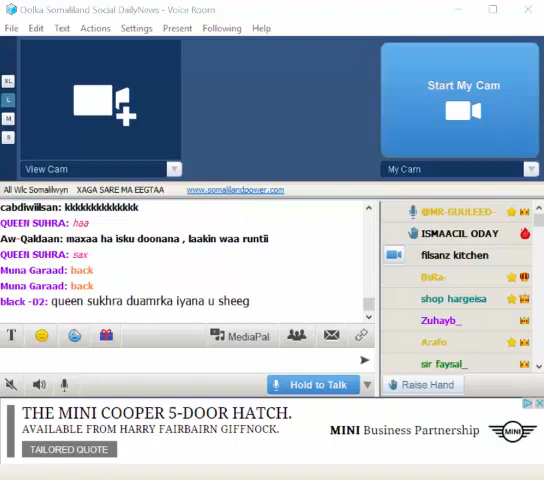 Oolka Somaliland Social DailyNews - Voice Room
File Edit Text Actions Settings Present Following Help
XL
L
M
S
Start My Cam
View Cam
My Cam
All Wlc Somaliwyn XAGA SARE MA EEGTAA www.somalilandpower.com
cabdiwiilsan: kkkkkkkkkkkkkk
QUEEN SUHRA: haa
Aw-Qaldaan: maxaa ha isku doonana , laakin waa runtii
QUEEN SUHRA: sax
Muna Garaad: back
Muna Garaad: back
black -02: queen sukhra duamrka iyana u sheeg
@MR-GUULEED-
ISMAACIL ODAY
filsanz kitchen
BsRa-
shop hargeisa
Zuhayb_
Arafo
sir faysal_
T
MediaPal
Hold to Talk
Raise Hand
THE MINI COOPER 5-DOOR HATCH.
AVAILABLE FROM HARRY FAIRBAIRN GIFFNOCK.
TAILORED QUOTE
MINI Business Partnership
MINI